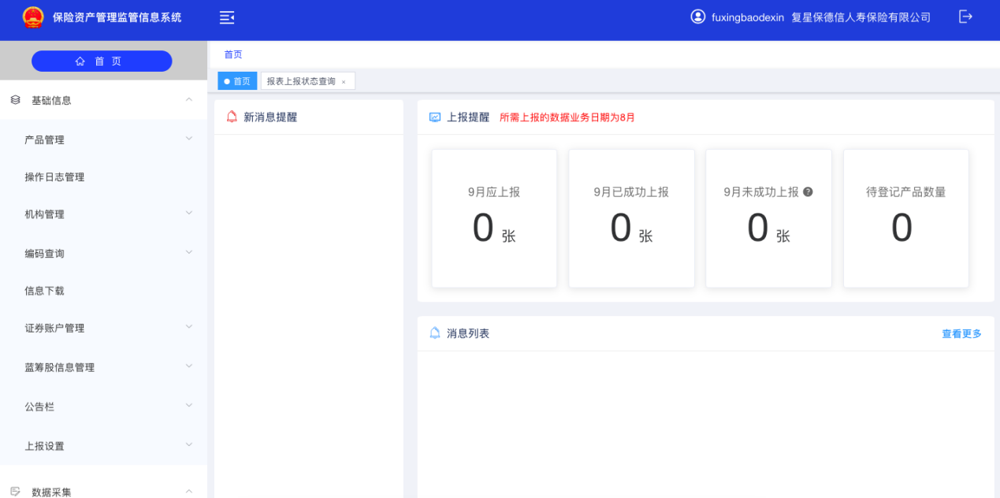 保险资产管理监管信息系统
fuxingbaodexin 复星保德信人寿保险有限公司
首 页
首页
首页
报表上报状态查询 ×
基础信息
产品管理
操作日志管理
机构管理
编码查询
信息下载
证券账户管理
蓝筹股信息管理
公告栏
上报设置
数据采集
新消息提醒
上报提醒 所需上报的数据业务日期为8月
9月应上报
0 张
9月已成功上报
0 张
9月未成功上报 ?
0 张
待登记产品数量
0
消息列表
查看更多